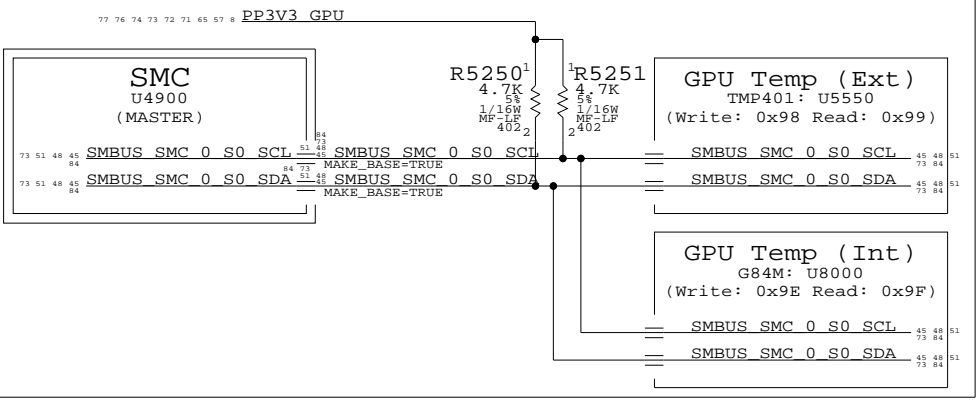 77 76 74 73 72 71 65 57 8 PP3V3_GPU
SMC
U4900
(MASTER)
R5250 1
4.7K
5%
1/16W
MF-LF
402 2
1 R5251
4.7K
5%
1/16W
MF-LF
2 402
GPU Temp (Ext)
TMP401: U5550
(Write: 0x98 Read: 0x99)
73 51 48 45 SMBUS_SMC_0_S0_SCL
84
84
73
51 48
45 SMBUS_SMC_0_S0_SCL
MAKE_BASE=TRUE
SMBUS_SMC_0_S0_SCL 45 48 51
73 84
73 51 48 45 SMBUS_SMC_0_S0_SDA
84
84 73
51 48
45 SMBUS_SMC_0_S0_SDA
MAKE_BASE=TRUE
SMBUS_SMC_0_S0_SDA 45 48 51
73 84
GPU Temp (Int)
G84M: U8000
(Write: 0x9E Read: 0x9F)
SMBUS_SMC_0_S0_SCL 45 48 51
73 84
SMBUS_SMC_0_S0_SDA 45 48 51
73 84